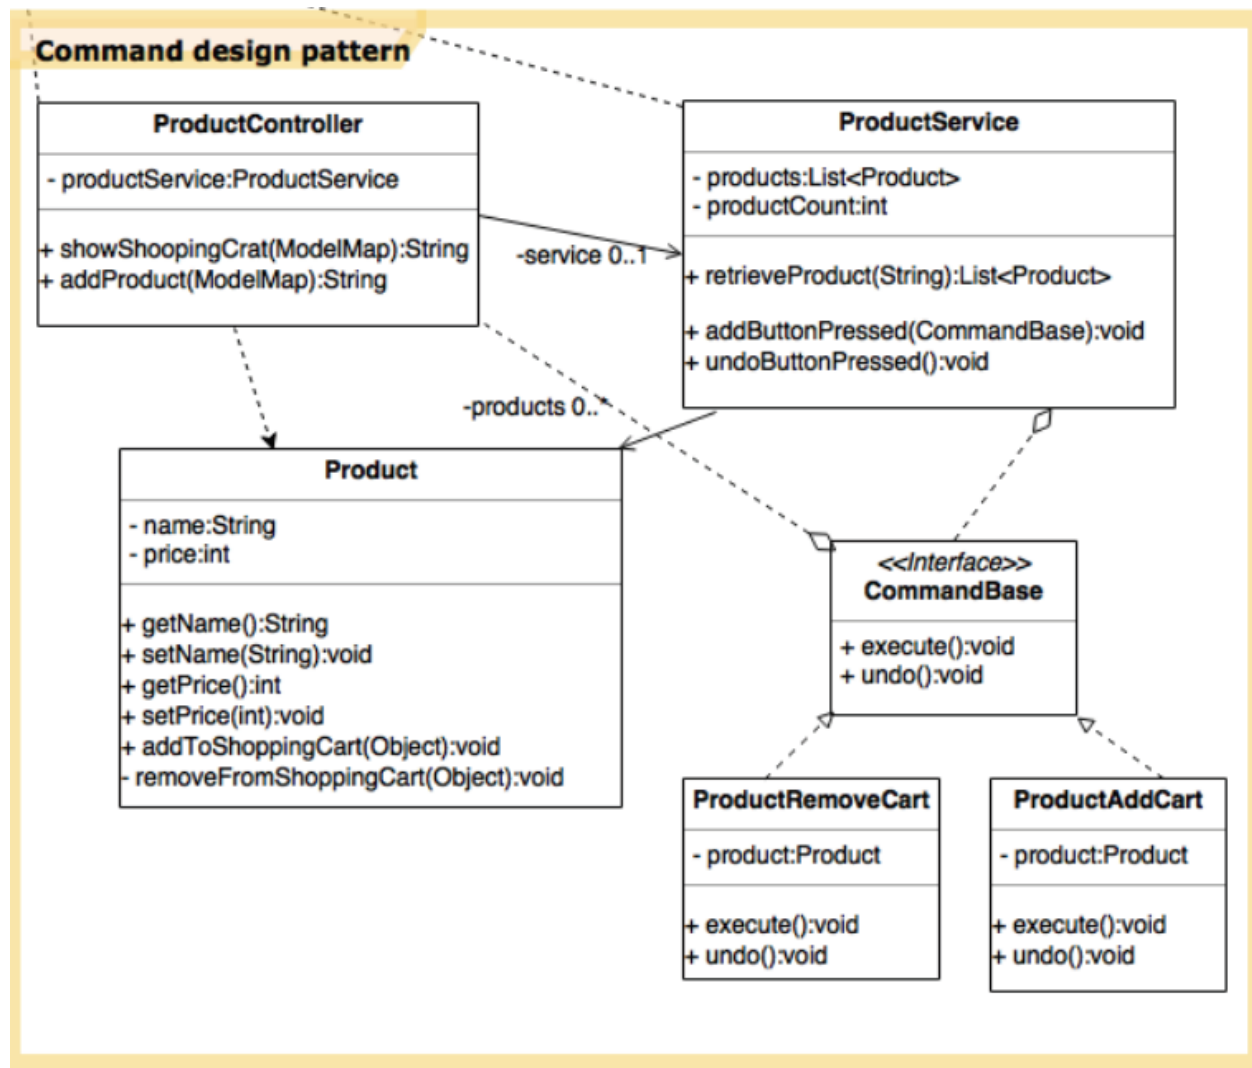 Command design pattern
ProductController
- productService:ProductService
+ showShoopingCrat(ModelMap):String
+ addProduct(ModelMap):String
-service 0..1
ProductService
- products:List<Product>
- productCount:int
+ retrieveProduct(String):List<Product>
+ addButtonPressed(CommandBase):void
+ undoButtonPressed():void
-products 0..*
Product
- name:String
- price:int
+ getName():String
+ setName(String):void
+ getPrice():int
+ setPrice(int):void
+ addToShoppingCart(Object):void
- removeFromShoppingCart(Object):void
<<Interface>>
CommandBase
+ execute():void
+ undo():void
ProductRemoveCart
- product:Product
+ execute():void
+ undo():void
ProductAddCart
- product:Product
+ execute():void
+ undo():void